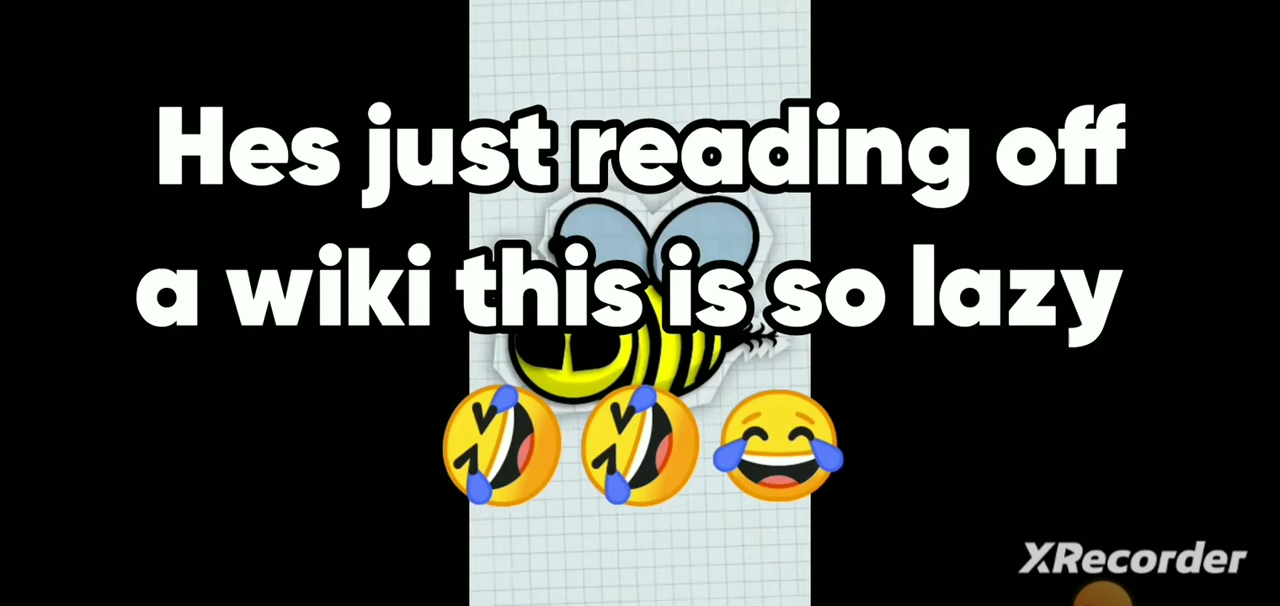 Hes just reading off
a wiki this is so lazy
🤣🤣😂
XRecorder